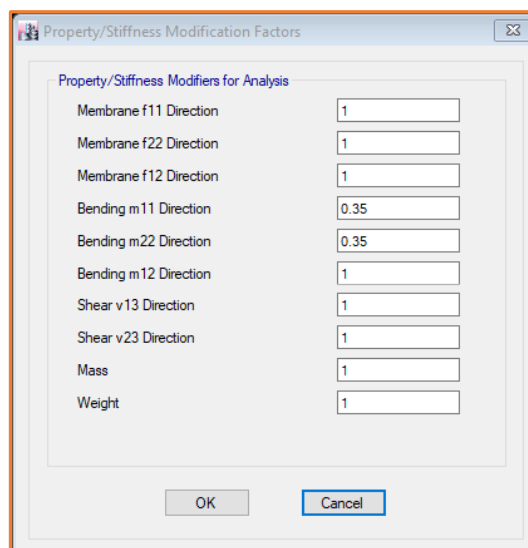 Property/Stiffness Modification Factors
Property/Stiffness Modifiers for Analysis
Membrane f11 Direction 1
Membrane f22 Direction 1
Membrane f12 Direction 1
Bending m11 Direction 0.35
Bending m22 Direction 0.35
Bending m12 Direction 1
Shear v13 Direction 1
Shear v23 Direction 1
Mass 1
Weight 1
OK Cancel